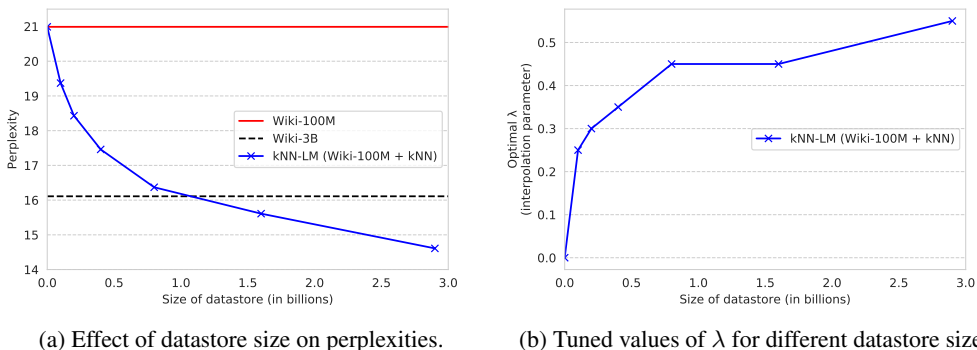 21
20
19
18
17
16
15
14
Perplexity
0.0 0.5 1.0 1.5 2.0 2.5 3.0
Size of datastore (in billions)
Wiki-100M
Wiki-3B
kNN-LM (Wiki-100M + kNN)
(a) Effect of datastore size on perplexities.
0.5
0.4
0.3
0.2
0.1
0.0
Optimal λ
(interpolation parameter)
0.0 0.5 1.0 1.5 2.0 2.5 3.0
Size of datastore (in billions)
kNN-LM (Wiki-100M + kNN)
(b) Tuned values of λ for different datastore size